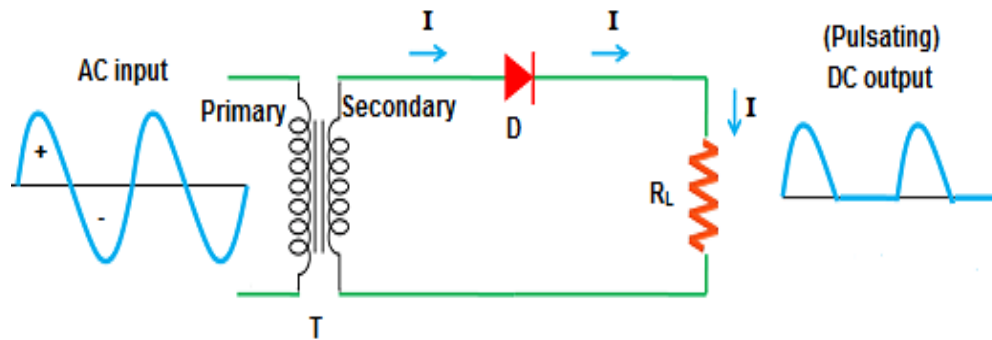 AC input
+
-
Primary
Secondary
T
I
I
D
I
RL
(Pulsating)
DC output